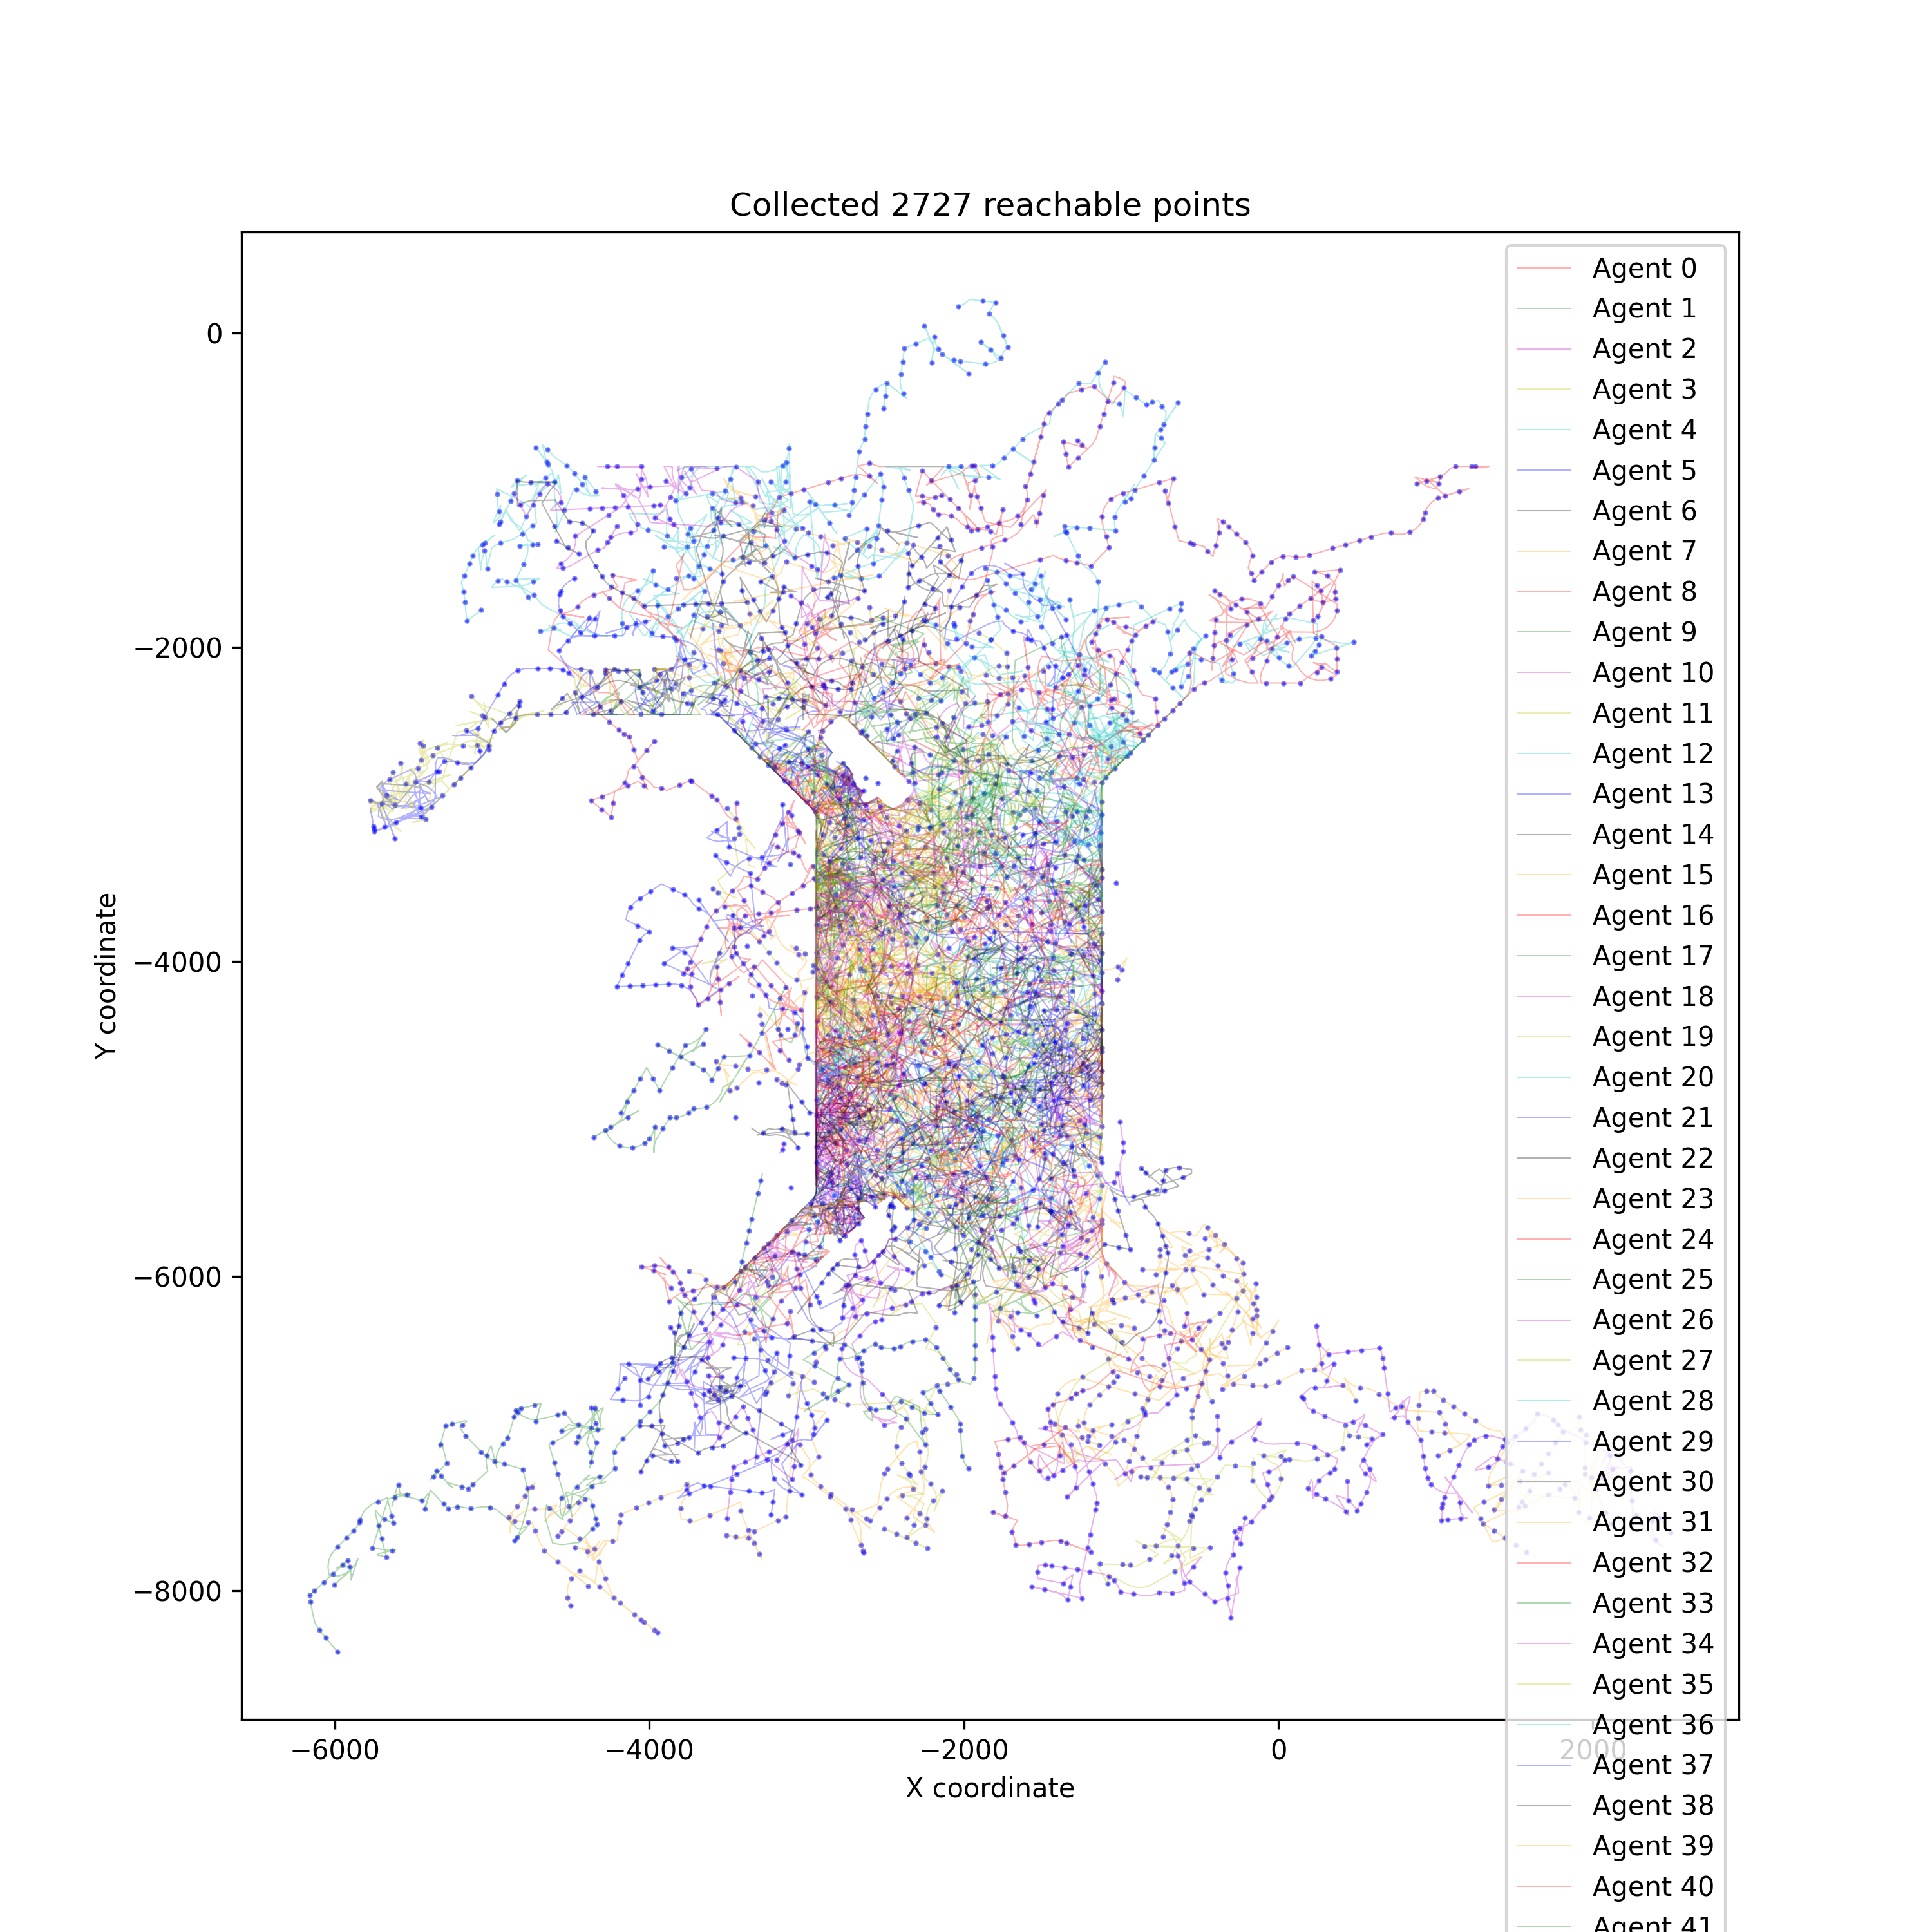 Collected 2727 reachable points
0
−2000
−4000
−6000
−8000
Y coordinate
−6000
−4000
−2000
0
2000
X coordinate
Agent 0
Agent 1
Agent 2
Agent 3
Agent 4
Agent 5
Agent 6
Agent 7
Agent 8
Agent 9
Agent 10
Agent 11
Agent 12
Agent 13
Agent 14
Agent 15
Agent 16
Agent 17
Agent 18
Agent 19
Agent 20
Agent 21
Agent 22
Agent 23
Agent 24
Agent 25
Agent 26
Agent 27
Agent 28
Agent 29
Agent 30
Agent 31
Agent 32
Agent 33
Agent 34
Agent 35
Agent 36
Agent 37
Agent 38
Agent 39
Agent 40
Agent 41